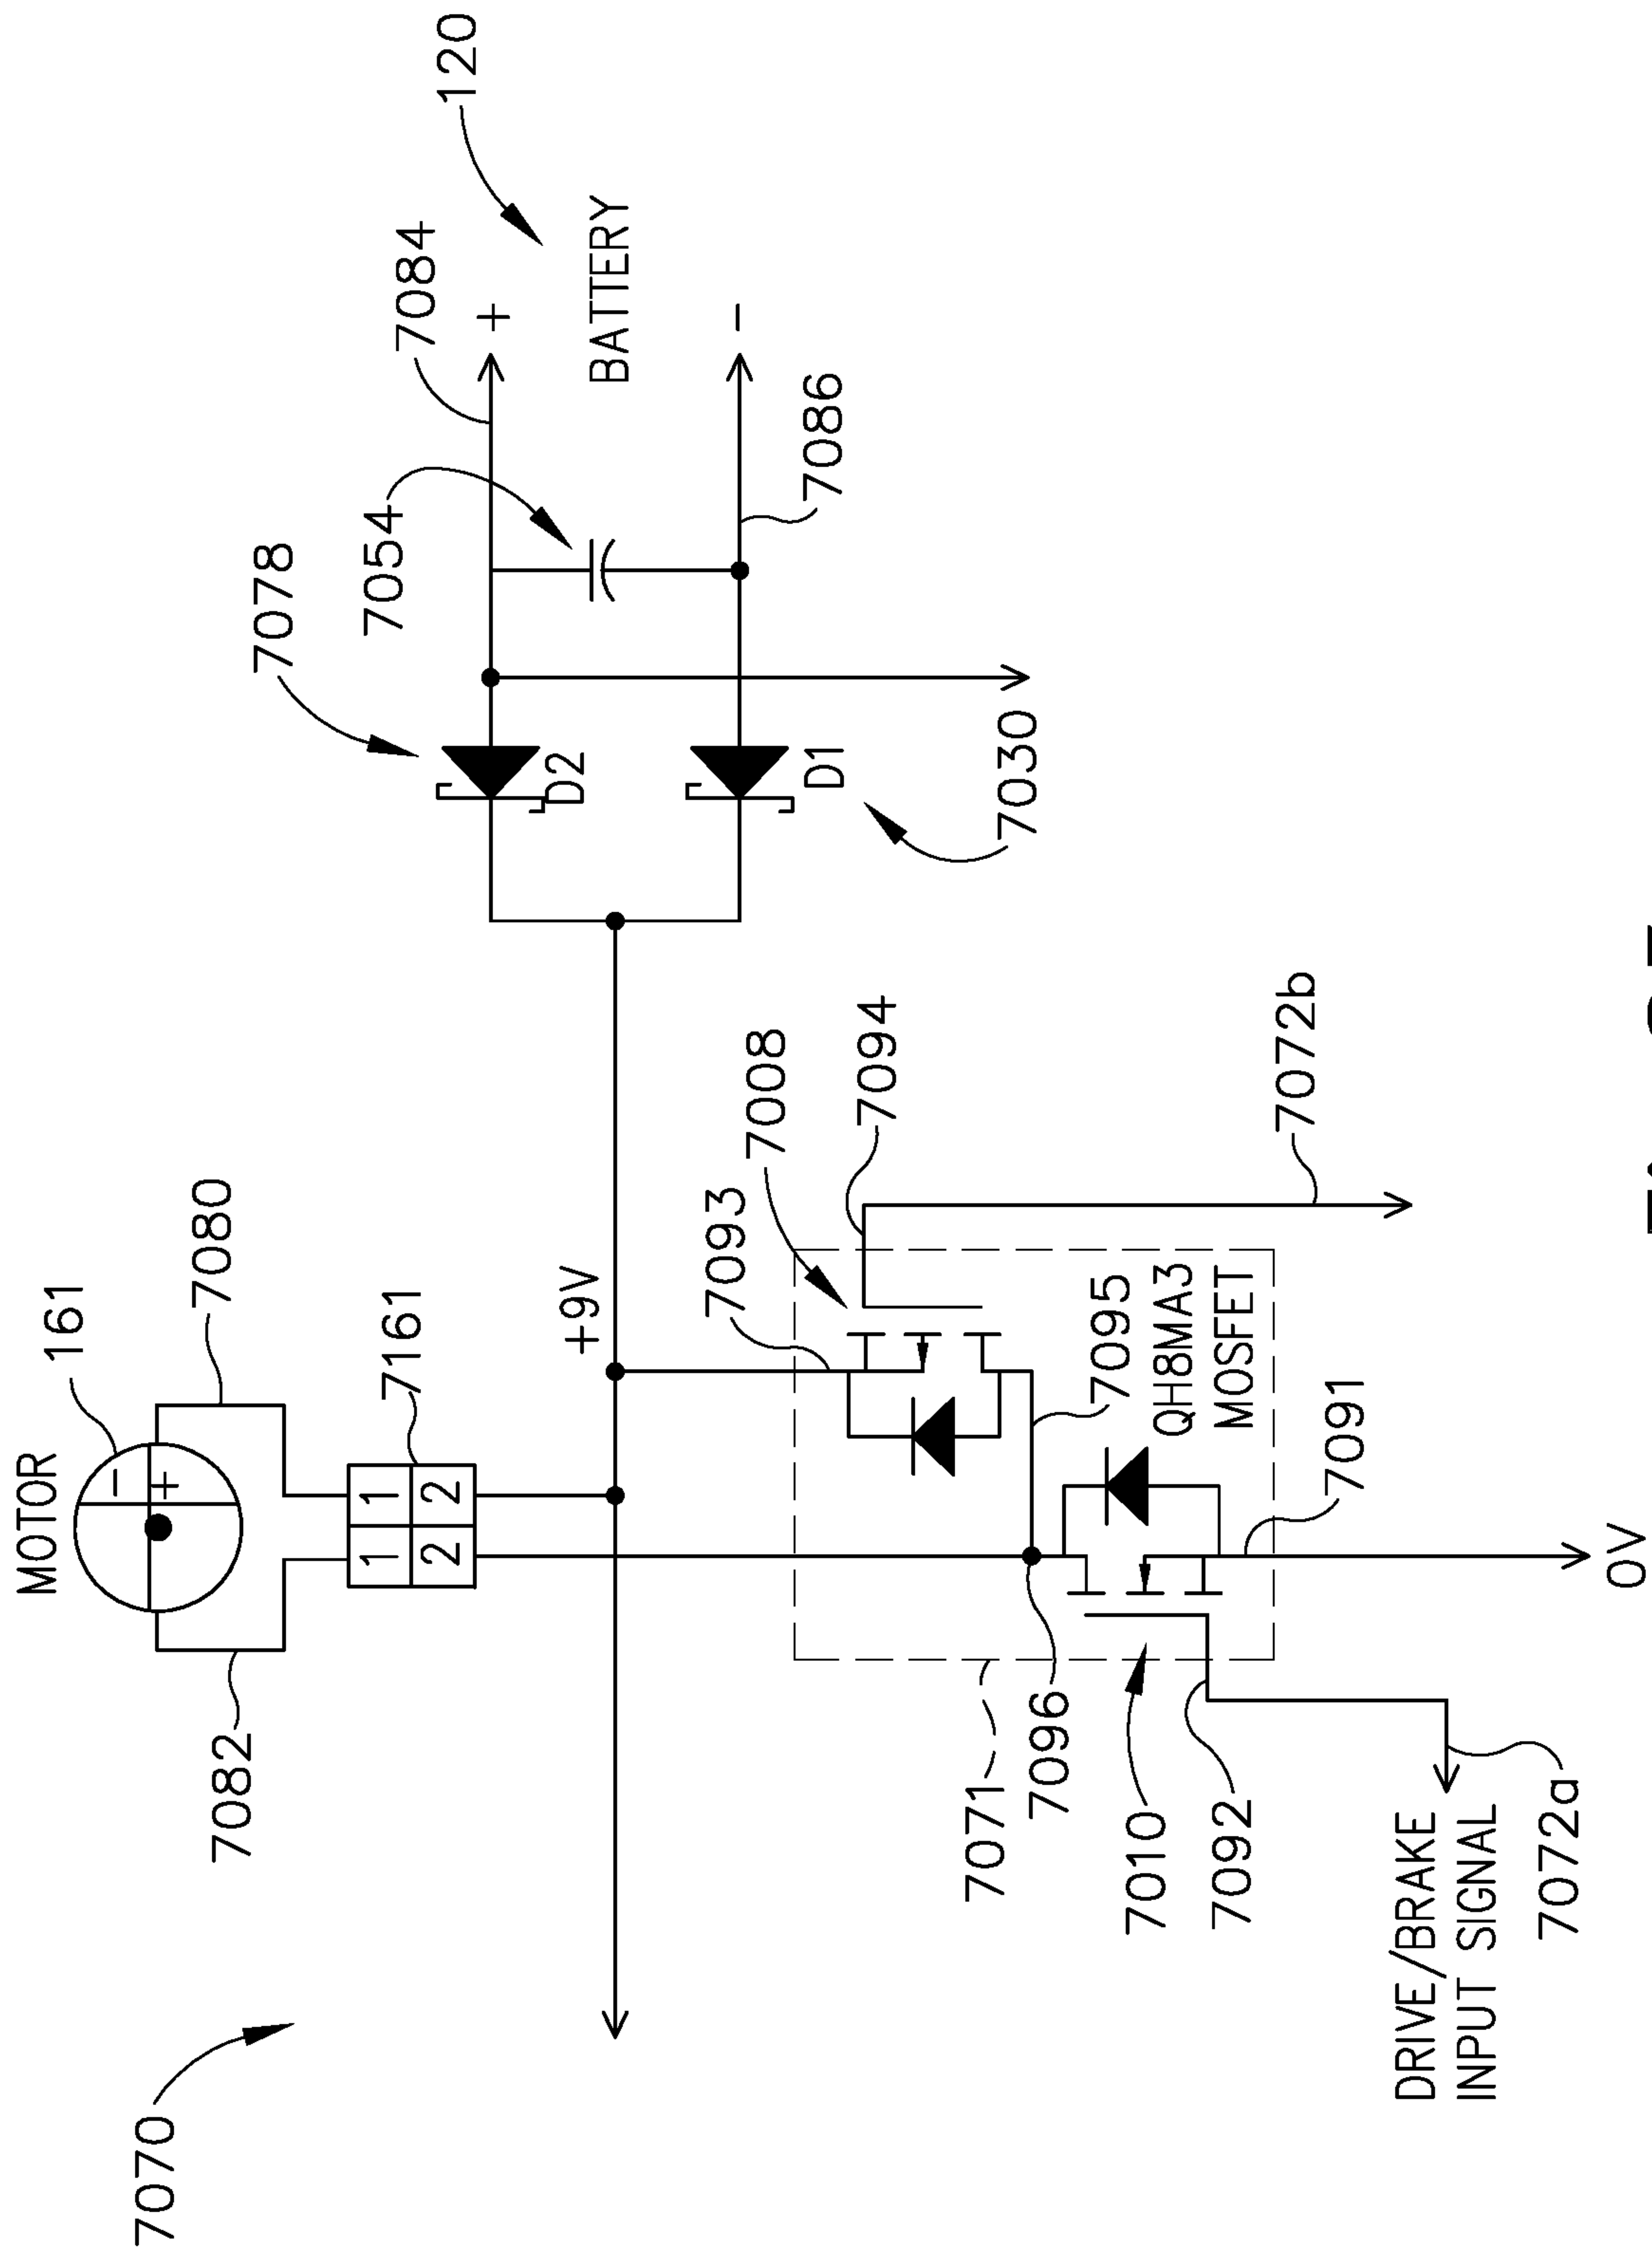 MOTOR
161
−
+
7070
7080
7082
7078
1 1
2 2
7161
7054
7084
120
+
D2
+9V
BATTERY
7093
−
7008
7086
D1
7094
7071
7030
7096
7095
7010
QH8MA3
MOSFET
7092
7072b
7091
DRIVE/BRAKE
INPUT SIGNAL
7072a
0V